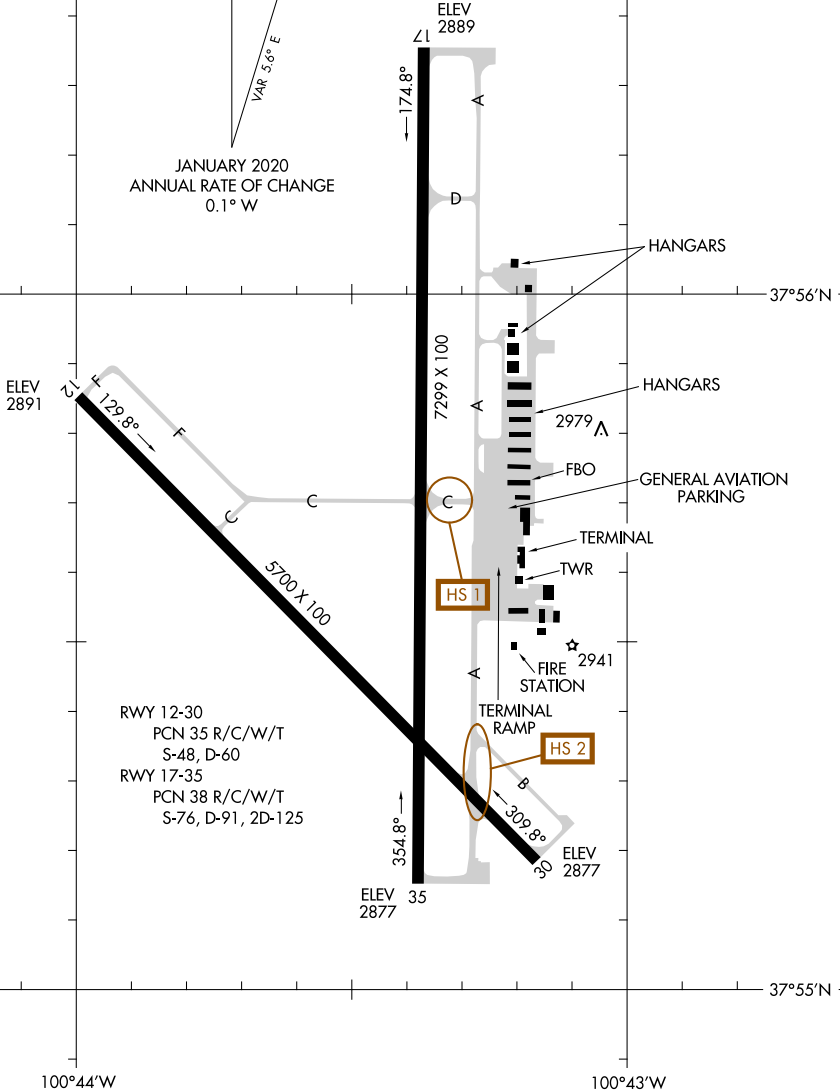 ELEV
2889
17
174.8°
A
VAR 5.6° E
JANUARY 2020
ANNUAL RATE OF CHANGE
0.1° W
D
HANGARS
37°56'N
7299 X 100
ELEV
2891
12
F
129.8°
F
A
HANGARS
2979
FBO
GENERAL AVIATION
PARKING
C
C
C
TERMINAL
TWR
5700 X 100
HS 1
2941
FIRE
STATION
A
TERMINAL
RAMP
RWY 12-30
PCN 35 R/C/W/T
S-48, D-60
RWY 17-35
PCN 38 R/C/W/T
S-76, D-91, 2D-125
HS 2
B
309.8°
354.8°
ELEV
2877
30
ELEV
2877
35
37°55'N
100°44'W
100°43'W